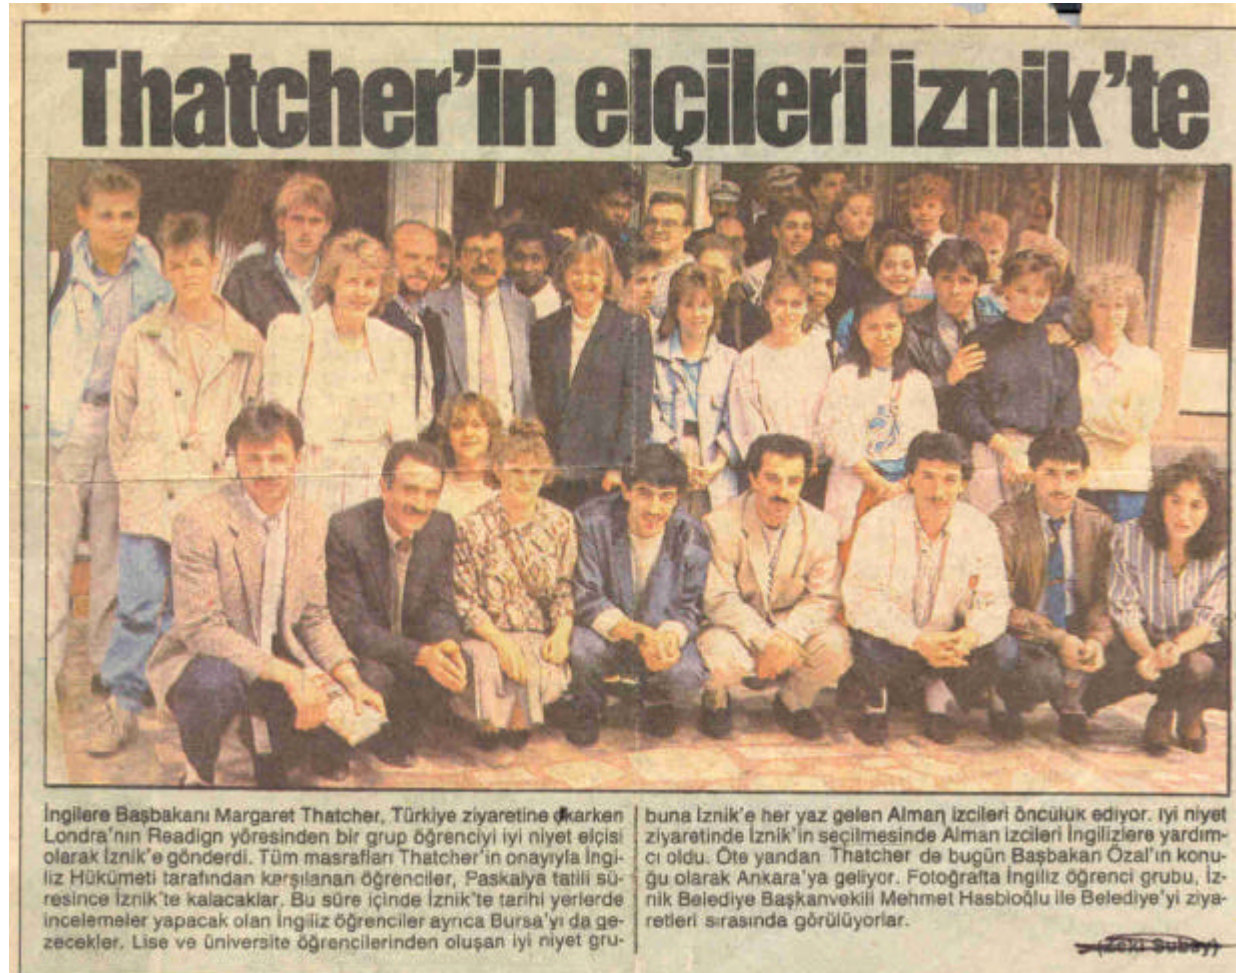 Thatcher'in elçileri İznik'te
İngilere Başbakanı Margaret Thatcher, Türkiye ziyaretine çıkarken
Londra'nın Readign yöresinden bir grup öğrenciyi iyi niyet elçisi
olarak İznik'e gönderdi. Tüm masrafları Thatcher'in onayıyla İngi-
liz Hükümeti tarafından karşılanan öğrenciler, Paskalya tatili sü-
resince İznik'te kalacaklar. Bu süre içinde İznik'te tarihi yerlerde
incelemeler yapacak olan İngiliz öğrenciler ayrıca Bursa'yı da ge-
zecekler. Lise ve üniversite öğrencilerinden oluşan iyi niyet gru-
buna İznik'e her yaz gelen Alman izcileri öncülük ediyor. İyi niyet
ziyaretinde İznik'in seçilmesinde Alman izcileri İngilizlere yardım-
cı oldu. Öte yandan Thatcher de bugün Başbakan Özal'ın konu-
ğu olarak Ankara'ya geliyor. Fotoğrafta İngiliz öğrenci grubu, İz-
nik Belediye Başkanvekili Mehmet Hasbioğlu ile Belediye'yi ziya-
retleri sırasında görülüyorlar.
(Zeki Subay)